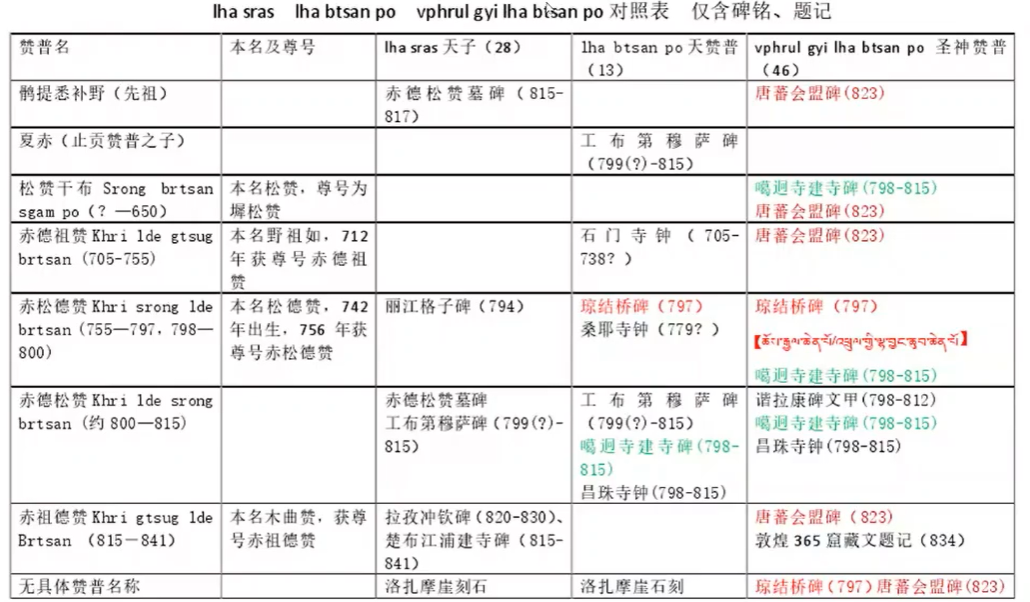 lha sras lha btsan po vphrul gyi lha btsan po 对照表 仅含碑铭、题记
赞普名
本名及尊号
lha sras 天子（28）
lha btsan po 天赞普
（13）
vphrul gyi lha btsan po 圣神赞普
（46）
鹘提悉补野（先祖）
赤德松赞墓碑（815-
817）
唐蕃会盟碑(823)
夏赤（止贡赞普之子）
工布第穆萨碑
（799(?)-815）
松赞干布 Srong brtsan
sgam po（？—650）
本名松赞，尊号为
墀松赞
噶迥寺建寺碑(798-815)
唐蕃会盟碑(823)
赤德祖赞 Khri lde gtsug
brtsan (705-755)
本名野祖如，712
年获尊号赤德祖
赞
石门寺钟（705-
738？）
唐蕃会盟碑(823)
赤松德赞 Khri srong lde
brtsan（755—797，798—
800）
本名松德赞，742
年出生，756 年获
尊号赤松德赞
丽江格子碑（794）
琼结桥碑（797）
桑耶寺钟（779？）
琼结桥碑（797）
【ཆོས་རྒྱལ་ཆེན་པོ/འཕྲུལ་གྱི་ལྷ་བྱང་ཆུབ་ཆེན་པོ།】
噶迥寺建寺碑(798-815)
赤德松赞 Khri lde srong
brtsan（约 800—815）
赤德松赞墓碑
工布第穆萨碑（799(?)-
815）
工布第穆萨碑
（799(?)-815）
噶迥寺建寺碑(798-
815)
昌珠寺钟(798-815)
谐拉康碑文甲(798-812)
噶迥寺建寺碑(798-815)
昌珠寺钟(798-815)
赤祖德赞 Khri gtsug lde
Brtsan （815—841）
本名木曲赞，获尊
号赤祖德赞
拉孜冲钦碑（820-830）、
楚布江浦建寺碑（815-
841）
唐蕃会盟碑（823）
敦煌 365 窟藏文题记（834）
无具体赞普名称
洛扎摩崖刻石
洛扎摩崖石刻
琼结桥碑（797）唐蕃会盟碑(823)